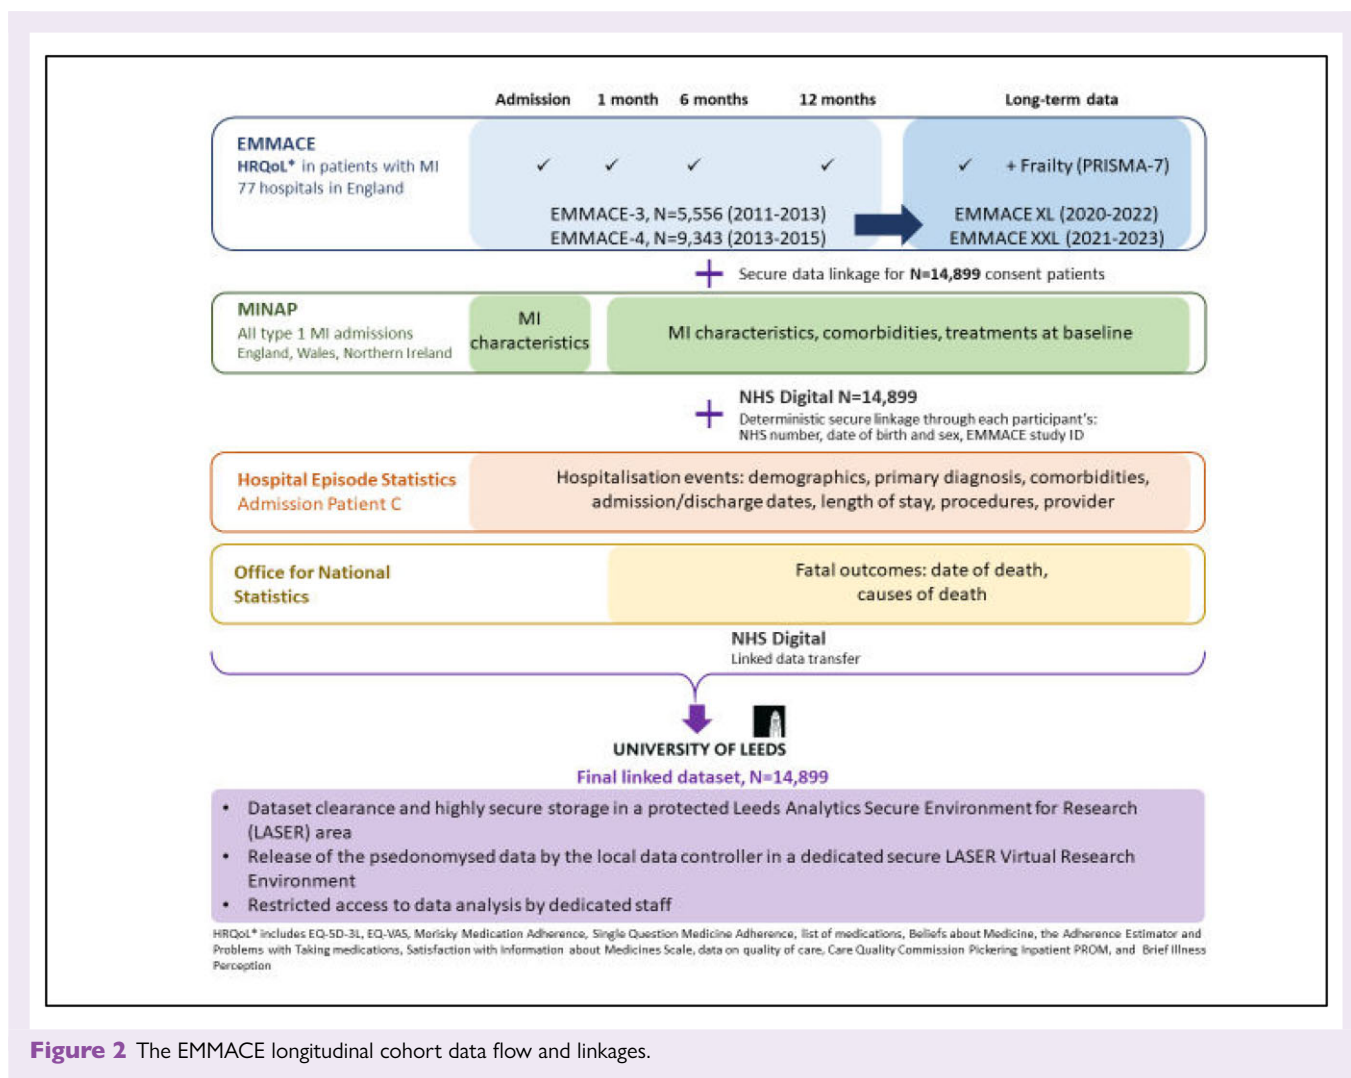 Admission 1 month 6 months 12 months Long-term data
EMMACE
HRQoL* in patients with MI
77 hospitals in England
✓ ✓ ✓ ✓ ✓ + Frailty (PRISMA-7)
EMMACE-3, N=5,556 (2011-2013)
EMMACE-4, N=9,343 (2013-2015)
EMMACE XL (2020-2022)
EMMACE XXL (2021-2023)
+ Secure data linkage for N=14,899 consent patients
MINAP
All type 1 MI admissions
England, Wales, Northern Ireland
MI
characteristics
MI characteristics, comorbidities, treatments at baseline
+ NHS Digital N=14,899
Deterministic secure linkage through each participant's:
NHS number, date of birth and sex, EMMACE study ID
Hospital Episode Statistics
Admission Patient C
Hospitalisation events: demographics, primary diagnosis, comorbidities,
admission/discharge dates, length of stay, procedures, provider
Office for National
Statistics
Fatal outcomes: date of death,
causes of death
NHS Digital
Linked data transfer
UNIVERSITY OF LEEDS
Final linked dataset, N=14,899
• Dataset clearance and highly secure storage in a protected Leeds Analytics Secure Environment for Research
(LASER) area
• Release of the psedonomysed data by the local data controller in a dedicated secure LASER Virtual Research
Environment
• Restricted access to data analysis by dedicated staff
HRQoL* includes EQ-5D-3L, EQ-VAS, Morisky Medication Adherence, Single Question Medicine Adherence, list of medications, Beliefs about Medicine, the Adherence Estimator and
Problems with Taking medications, Satisfaction with Information about Medicines Scale, data on quality of care, Care Quality Commission Pickering Inpatient PROM, and Brief Illness
Perception
Figure 2 The EMMACE longitudinal cohort data flow and linkages.